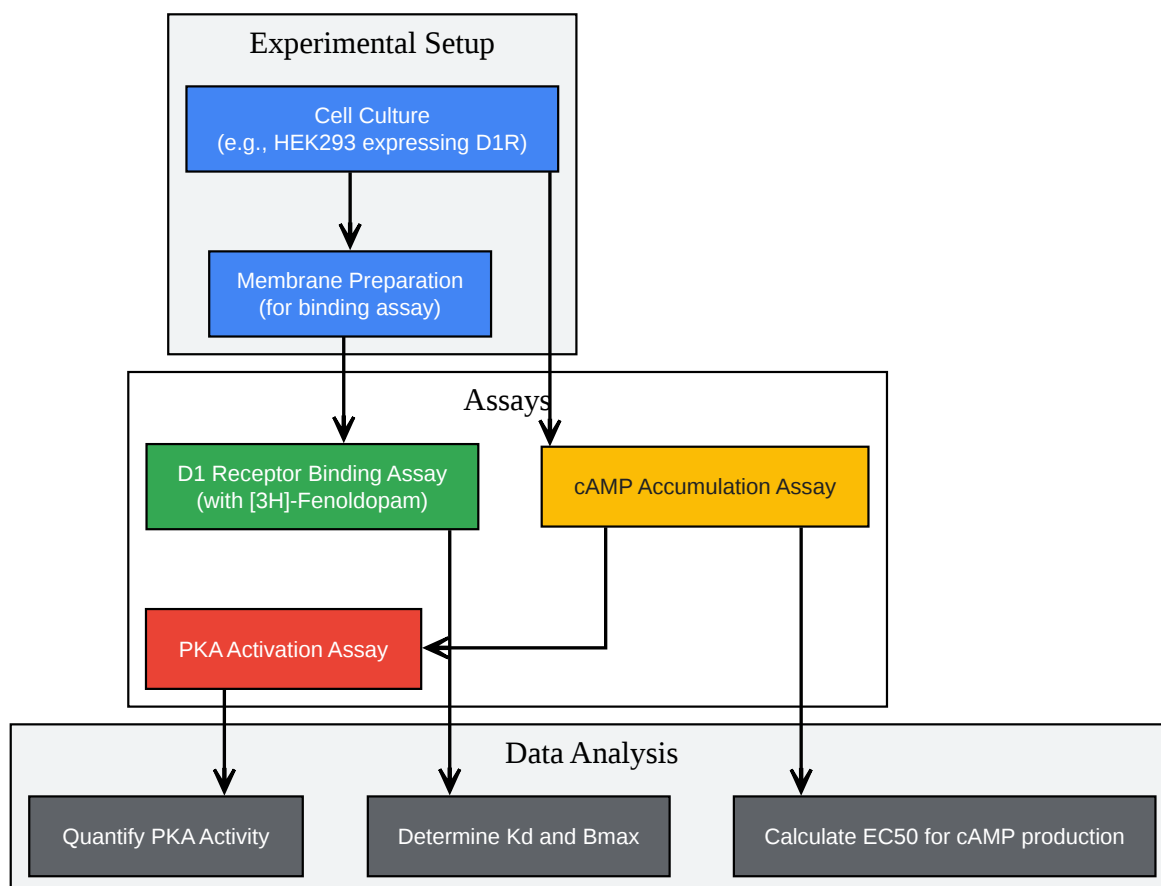 Experimental Setup
Cell Culture
(e.g., HEK293 expressing D1R)
Membrane Preparation
(for binding assay)
Assays
D1 Receptor Binding Assay
(with [3H]-Fenoldopam)
cAMP Accumulation Assay
PKA Activation Assay
Data Analysis
Quantify PKA Activity
Determine Kd and Bmax
Calculate EC50 for cAMP production